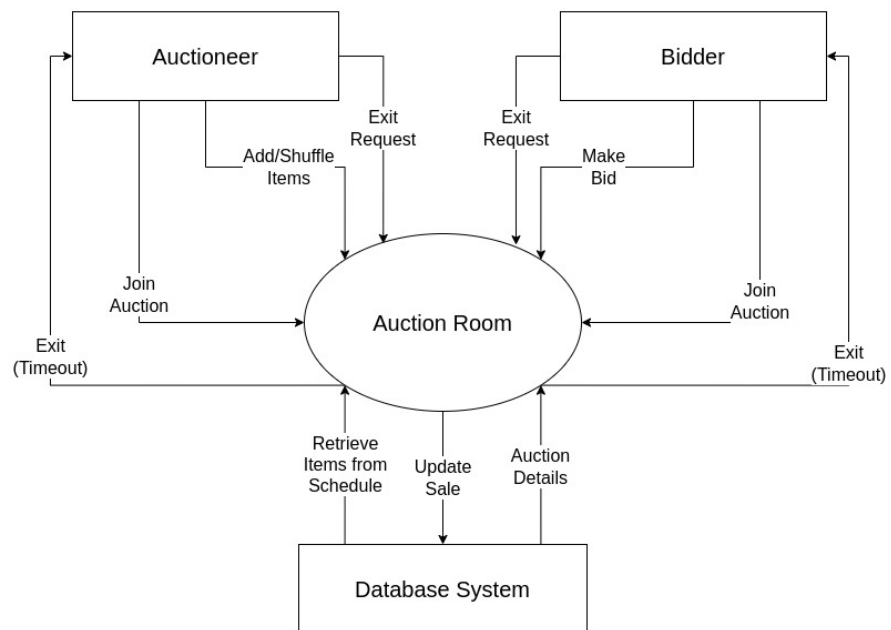 Auctioneer
Bidder
Exit
Request
Exit
Request
Add/Shuffle
Items
Make
Bid
Join
Auction
Join
Auction
Auction Room
Exit
(Timeout)
Exit
(Timeout)
Retrieve
Items from
Schedule
Update
Sale
Auction
Details
Database System